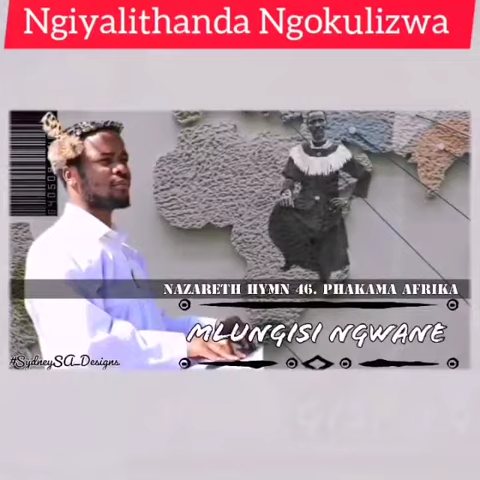 Ngiyalithanda Ngokulizwa
NAZARETH HYMN 46. PHAKAMA AFRIKA
MLUNGISI NGWANE
#SydneySA_Designs